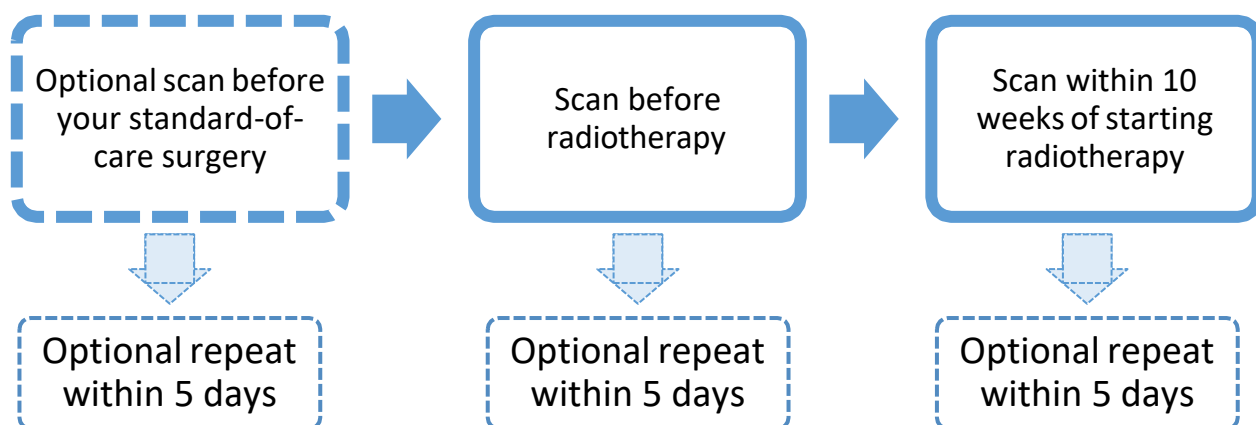 Optional scan before
your standard-of-
care surgery
Scan before
radiotherapy
Scan within 10
weeks of starting
radiotherapy
Optional repeat
within 5 days
Optional repeat
within 5 days
Optional repeat
within 5 days